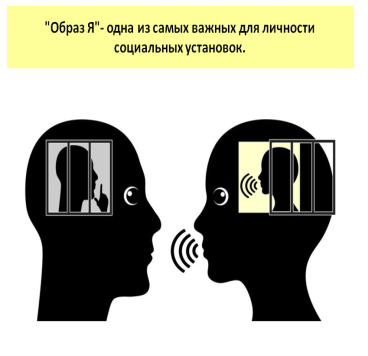 "Образ Я"- одна из самых важных для личности
социальных установок.